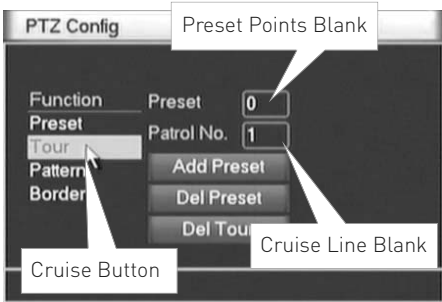 PTZ Config
Preset Points Blank
Function
Preset 0
Preset
Patrol No. 1
Tour
Add Preset
Pattern
Border
Del Preset
Del Tour
Cruise Line Blank
Cruise Button